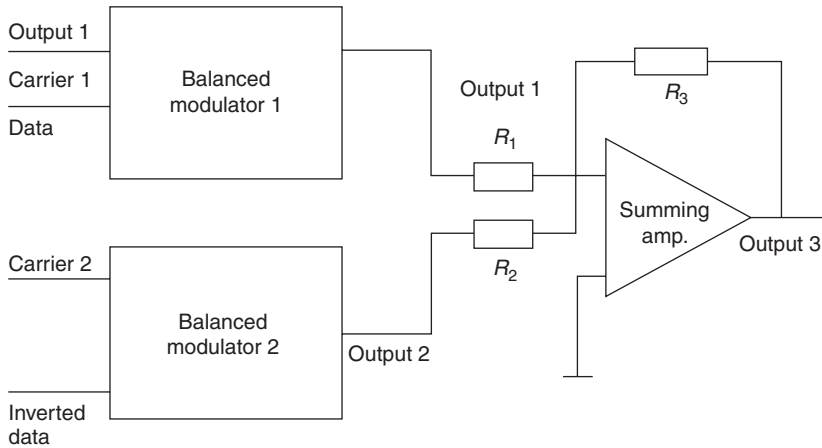 Output 1
Carrier 1
Data
Balanced
modulator 1
Output 1
R1
R3
Summing
amp.
Output 3
R2
Carrier 2
Balanced
modulator 2
Output 2
Inverted
data